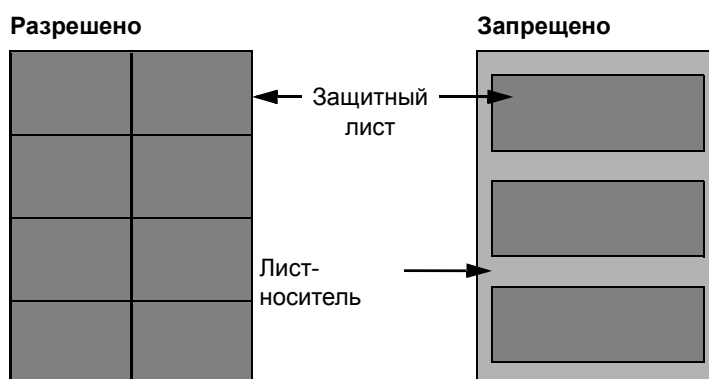 Разрешено
Запрещено
Защитный
лист
Лист-
носитель